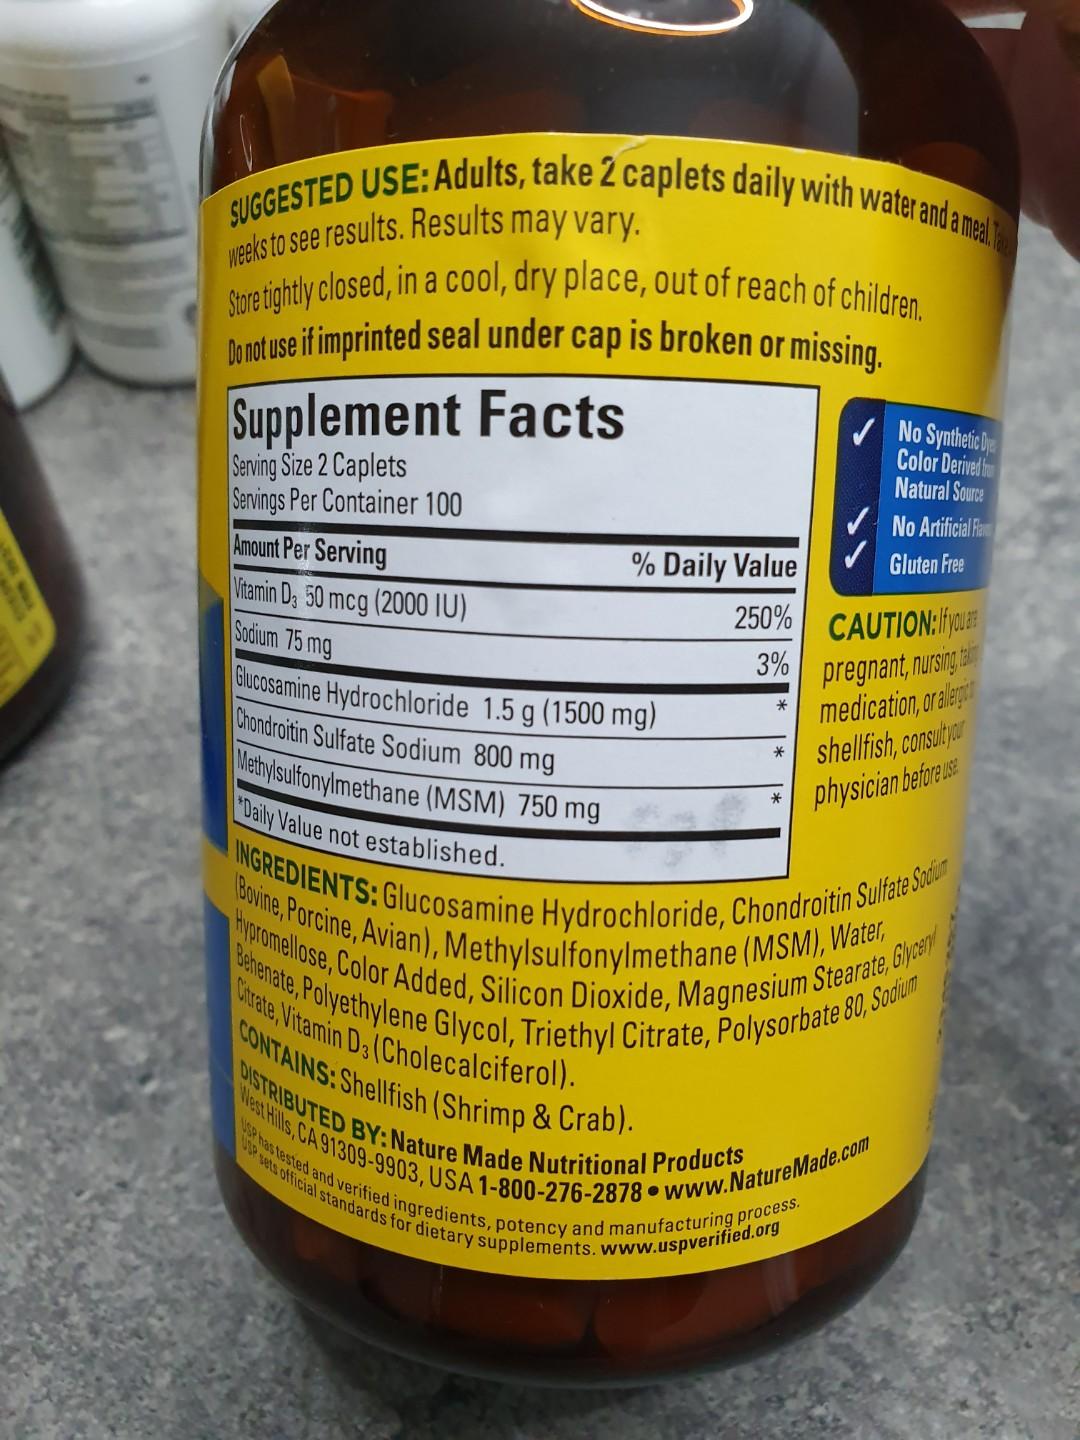 SUGGESTED USE: Adults, take 2 caplets daily with water and a meal.
weeks to see results. Results may vary.
Store tightly closed, in a cool, dry place, out of reach of children.
Do not use if imprinted seal under cap is broken or missing.
Supplement Facts
Serving Size 2 Caplets
Servings Per Container 100
Amount Per Serving % Daily Value
Vitamin D3 50 mcg (2000 IU) 250%
Sodium 75 mg 3%
Glucosamine Hydrochloride 1.5 g (1500 mg) *
Chondroitin Sulfate Sodium 800 mg *
Methylsulfonylmethane (MSM) 750 mg *
*Daily Value not established.
✓ No Synthetic
Color Derived
Natural Source
✓ No Artificial
✓ Gluten Free
CAUTION: If you are
pregnant, nursing,
medication, or allergic
shellfish, consult your
physician before use.
INGREDIENTS: Glucosamine Hydrochloride, Chondroitin Sulfate Sodium
(Bovine, Porcine, Avian), Methylsulfonylmethane (MSM), Water,
Hypromellose, Color Added, Silicon Dioxide, Magnesium Stearate, Glyceryl
Behenate, Polyethylene Glycol, Triethyl Citrate, Polysorbate 80, Sodium
Citrate, Vitamin D3 (Cholecalciferol).
CONTAINS: Shellfish (Shrimp & Crab).
DISTRIBUTED BY: Nature Made Nutritional Products
West Hills, CA 91309-9903, USA 1-800-276-2878 • www.NatureMade.com
USP has tested and verified ingredients, potency and manufacturing process.
USP sets official standards for dietary supplements. www.uspverified.org